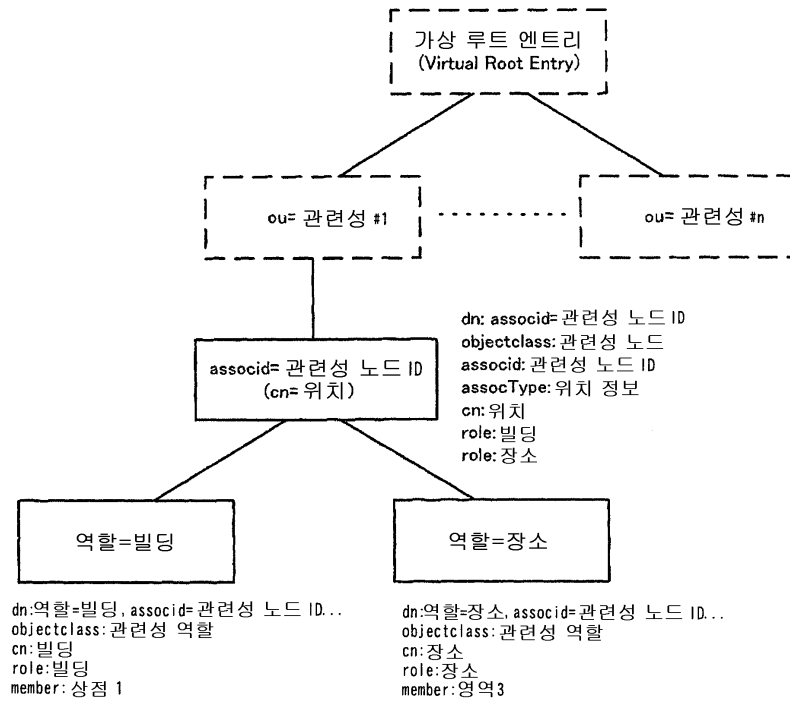 가상 루트 엔트리
(Virtual Root Entry)
ou= 관련성 #1
ou= 관련성 #n
associd= 관련성 노드 ID
(cn= 위치)
dn: associd=관련성 노드 ID
objectclass:관련성 노드
associd:관련성 노드 ID
assocType:위치 정보
cn:위치
role:빌딩
role:장소
역할=빌딩
역할=장소
dn:역할=빌딩, associd=관련성 노드 ID...
objectclass:관련성 역할
cn:빌딩
role:빌딩
member:상점 1
dn:역할=장소, associd=관련성 노드 ID...
objectclass:관련성 역할
cn:장소
role:장소
member:영역3